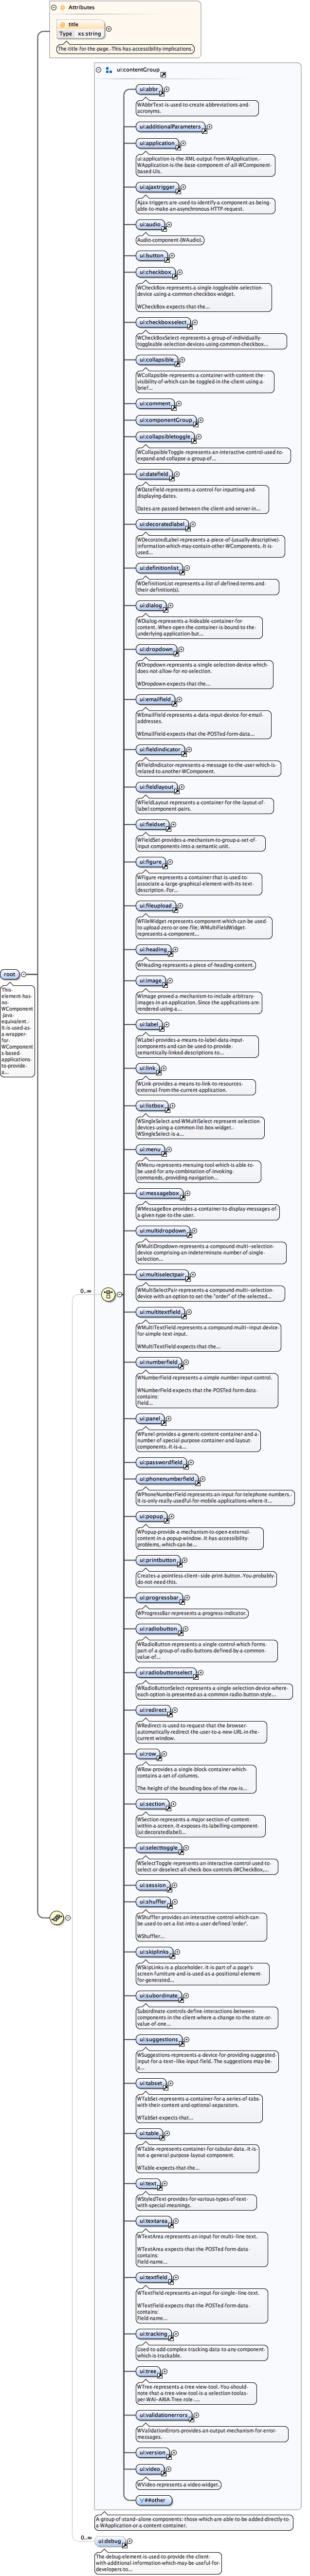 Attributes
title
Type xs:string
The title for the page. This has accessibility implications.
ui:contentGroup
ui:abbr
WAbbrText is used to create abbreviations and
acronyms.
ui:additionalParameters
ui:application
ui:application is the XML output from WApplication.
WApplication is the base component of all WComponent
based UIs.
ui:ajaxtrigger
Ajax triggers are used to identify a component as being
able to make an asynchronous HTTP request.
ui:audio
Audio component (WAudio).
ui:button
ui:checkbox
WCheckBox represents a single toggleable selection
device using a common checkbox widget.
WCheckBox expects that the...
ui:checkboxselect
WCheckBoxSelect represents a group of individually
toggleable selection devices using common checkbox...
ui:collapsible
WCollapsible represents a container with content the
visibility of which can be toggled in the client using a
brief...
ui:comment
ui:componentGroup
ui:collapsibletoggle
WCollapsibleToggle represents an interactive control used to
expand and collapse a group of...
ui:datefield
WDateField represents a control for inputting and
displaying dates.
Dates are passed between the client and server in...
ui:decoratedlabel
WDecoratedLabel represents a piece of (usually descriptive)
information which may contain other WComponents. It is
used...
ui:definitionlist
WDefinitionList represents a list of defined terms and
their definition(s).
ui:dialog
WDialog represents a hideable container for
content. When open the container is bound to the
underlying application but...
ui:dropdown
WDropdown represents a single selection device which
does not allow for no selection.
WDropdown expects that the...
ui:emailfield
WEmailField represents a data input device for email
addresses.
WEmailField expects that the POSTed form data...
ui:fieldindicator
WFieldIndicator represents a message to the user which is
related to another WComponent.
ui:fieldlayout
WFieldLayout represents a container for the layout of
label:component pairs.
ui:fieldset
WFieldSet provides a mechanism to group a set of
input components into a semantic unit.
ui:figure
WFigure represents a container that is used to
associate a large graphical element with its text
description. For...
ui:fileupload
WFileWidget represents component which can be used
to upload zero or one file; WMultiFieldWidget
represents a component...
ui:heading
WHeading represents a piece of heading content.
root
ui:image
This
element has
no
WComponent
java
equivalent.
It is used as
a wrapper
for
WComponent
s based
applications
to provide
a...
WImage proved a mechanism to include arbitrary
images in an application. Since the applications are
rendered using a...
ui:label
WLabel provides a means to label data input
components and can be used to provide
semantically linked descriptions to...
ui:link
WLink provides a means to link to resources
external from the current application.
ui:listbox
WSingleSelect and WMultiSelect represent selection
devices using a common list box widget.
WSingleSelect is a...
ui:menu
WMenu represents menuing tool which is able to
be used for any combination of invoking
commands, providing navigation...
ui:messagebox
WMessageBox provides a container to display messages of
a given type to the user.
ui:multidropdown
WMultiDropdown represents a compound multi-selection
device comprising an indeterminate number of single
selection...
ui:multiselectpair
0..∞
WMultiSelectPair represents a compound multi-selection
device with an option to set the "order" of the selected...
ui:multitextfield
WMultiTextField represents a compound multi-input device
for simple text input.
WMultiTextField expects that the...
ui:numberfield
WNumberField represents a simple number input control.
WNumberField expects that the POSTed form data
contains:
Field...
ui:panel
WPanel provides a generic content container and a
number of special purpose container and layout
components. It is a...
ui:passwordfield
ui:phonenumberfield
WPhoneNumberField represents an input for telephone numbers.
It is only really useful for mobile applications where it...
ui:popup
WPopup provide a mechanism to open external
content in a popup window. It has accessibility
problems, which can be...
ui:printbutton
Creates a pointless client-side print button. You probably
do not need this.
ui:progressbar
WProgressBar represents a progress indicator.
ui:radiobutton
WRadioButton represents a single control which forms
part of a group of radio buttons defined by a common
value of...
ui:radiobuttonselect
WRadioButtonSelect represents a single selection device where
each option is presented as a common radio button style...
ui:redirect
WRedirect is used to request that the browser
automatically redirect the user to a new URL in the
current window.
ui:row
WRow provides a single block container which
contains a set of columns.
The height of the bounding box of the row is...
ui:section
WSection represents a major section of content
within a screen. It exposes its labelling component
(ui:decoratedlabel)...
ui:selecttoggle
WSelectToggle represents an interactive control used to
select or deselect all check box controls (WCheckBox,...
ui:session
ui:shuffler
WShuffler provides an interactive control which can
be used to set a list into a user defined 'order'.
WShuffler...
ui:skiplinks
WSkipLinks is a placeholder. It is part of a page's
screen furniture and is used as a positional element
for generated...
ui:subordinate
Subordinate controls define interactions between
components in the client where a change to the state or
value of one...
ui:suggestions
WSuggestions represents a device for providing suggested
input for a text-like input field. The suggestions may be
a...
ui:tabset
WTabSet represents a container for a series of tabs
with their content and optional separators.
WTabSet expects that...
ui:table
WTable represents container for tabular data. It is
not a general purpose layout component.
WTable expects that the...
ui:text
WStyledText provides for various types of text
with special meanings.
ui:textarea
WTextArea represents an input for multi-line text.
WTextArea expects that the POSTed form data
contains:
Field name...
ui:textfield
WTextField represents an input for single-line text.
WTextField expects that the POSTed form data
contains:
Field name...
ui:tracking
Used to add complex tracking data to any component
which is trackable.
ui:tree
WTree represents a tree view tool. You should
note that a tree view tool is a selection tool as
per WAI-ARIA Tree role ....
ui:validationerrors
WValidationErrors provides an output mechanism for error
messages.
ui:version
ui:video
WVideo represents a video widget.
##other
A group of stand-alone components: those which are able to be added directly to
a WApplication or a content container.
0..∞
ui:debug
The debug element is used to provide the client
with additional information which may be useful for
developers to...